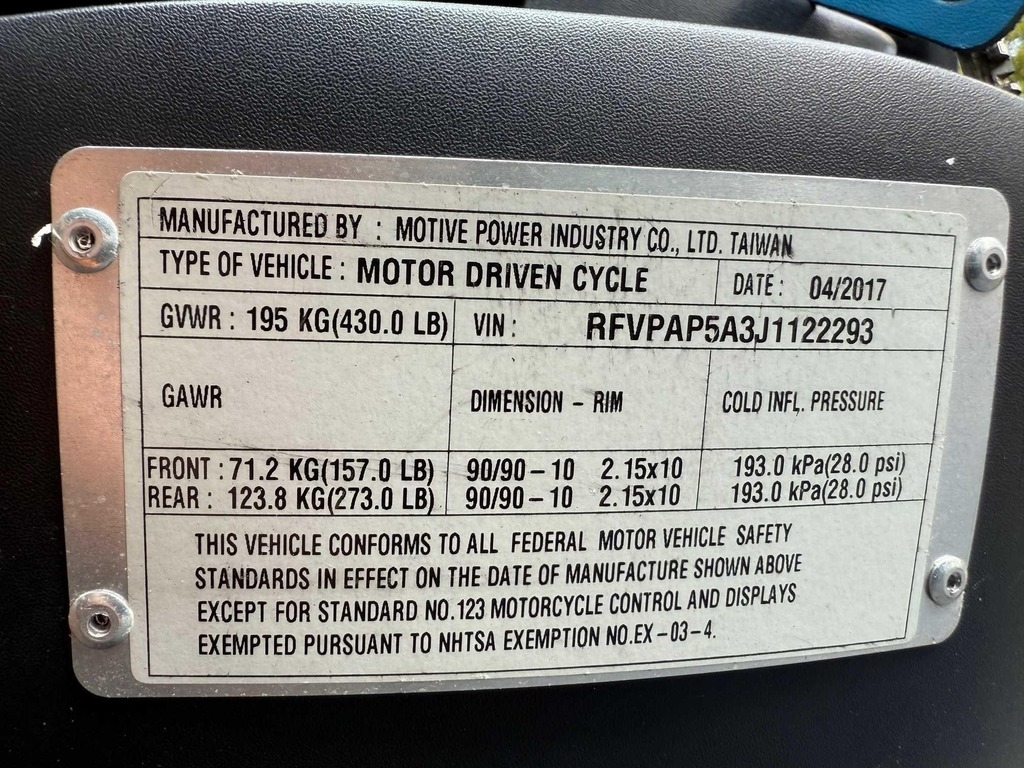 MANUFACTURED BY : MOTIVE POWER INDUSTRY CO., LTD. TAIWAN
TYPE OF VEHICLE : MOTOR DRIVEN CYCLE DATE : 04/2017
GVWR : 195 KG(430.0 LB) VIN : RFVPAP5A3J1122293
GAWR DIMENSION - RIM COLD INFL. PRESSURE
FRONT : 71.2 KG(157.0 LB) 90/90-10 2.15x10 193.0 kPa(28.0 psi)
REAR : 123.8 KG(273.0 LB) 90/90-10 2.15x10 193.0 kPa(28.0 psi)
THIS VEHICLE CONFORMS TO ALL FEDERAL MOTOR VEHICLE SAFETY
STANDARDS IN EFFECT ON THE DATE OF MANUFACTURE SHOWN ABOVE
EXCEPT FOR STANDARD NO.123 MOTORCYCLE CONTROL AND DISPLAYS
EXEMPTED PURSUANT TO NHTSA EXEMPTION NO.EX-03-4.